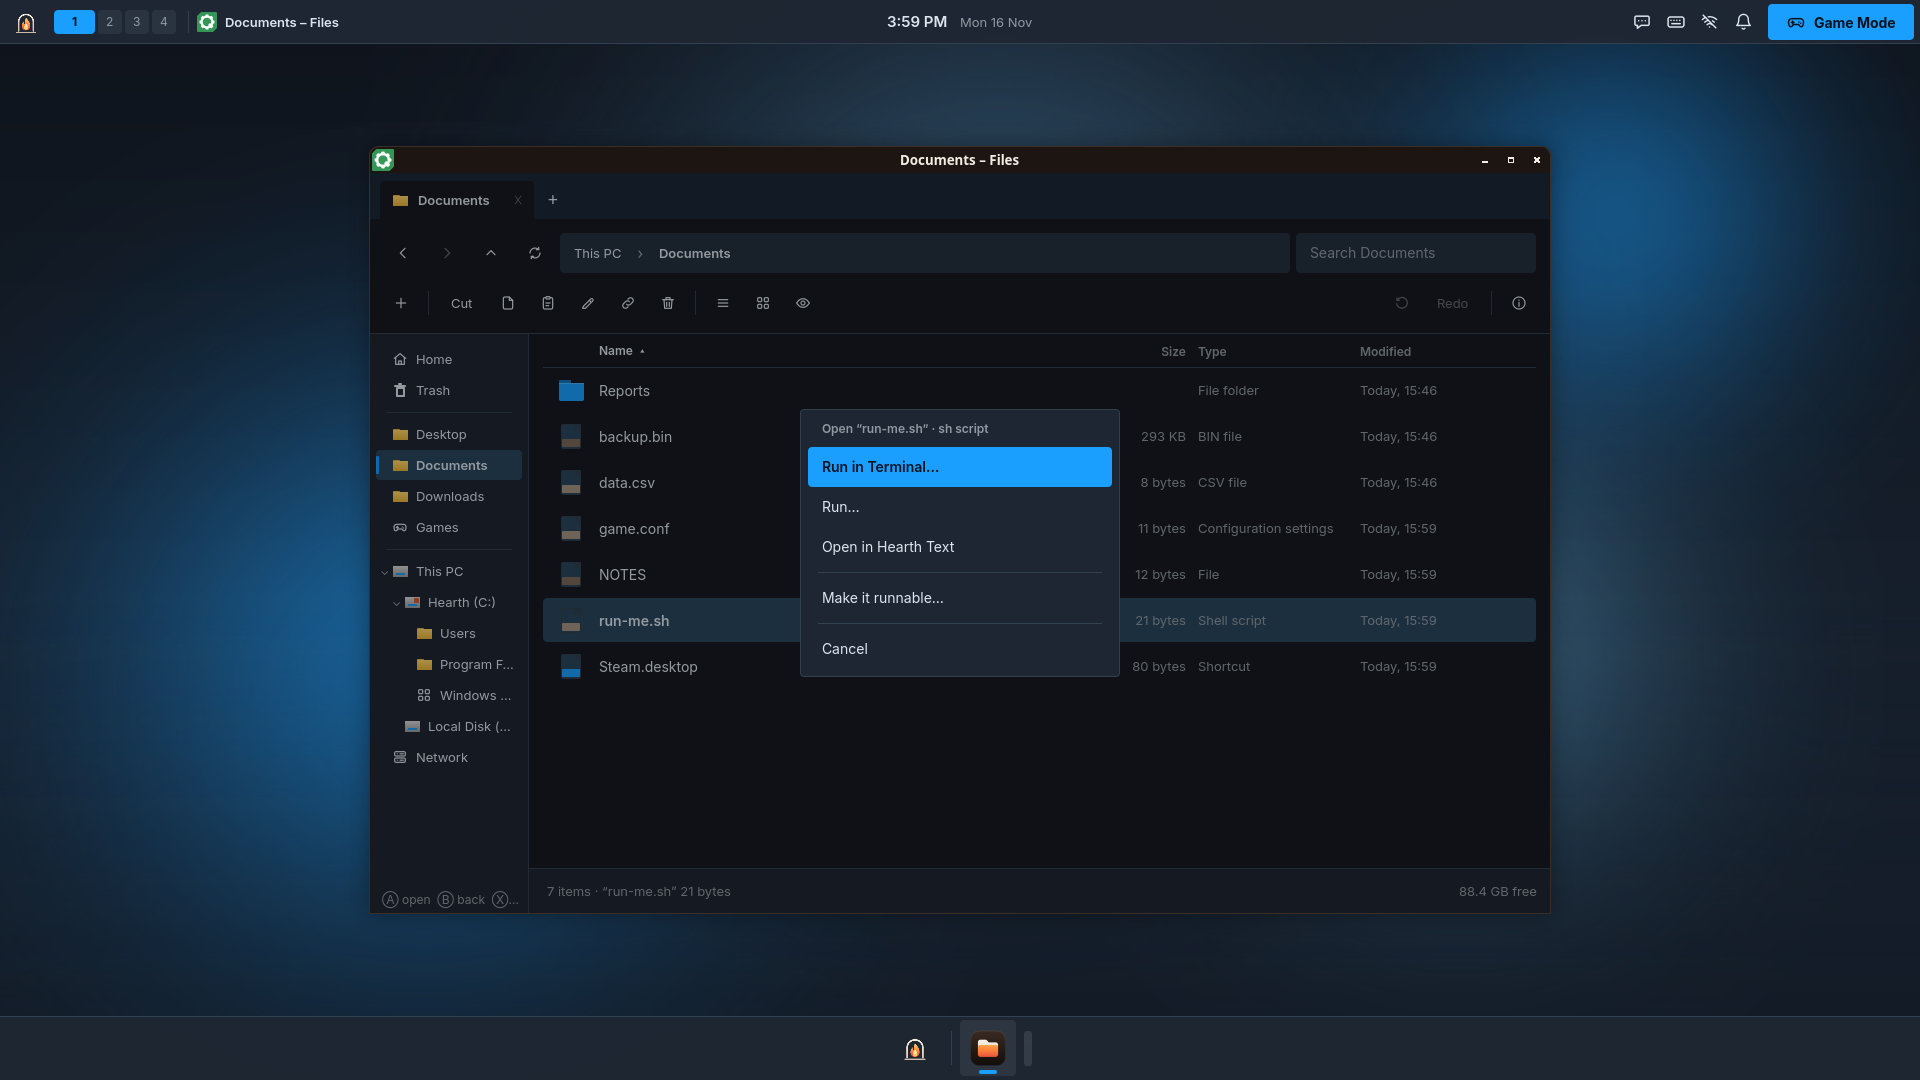 1 2 3 4 Documents – Files 3:59 PM Mon 16 Nov Game Mode
Documents – Files
Documents X +
This PC › Documents Search Documents
Cut Redo
Home
Trash
Desktop
Documents
Downloads
Games
This PC
Hearth (C:)
Users
Program F...
Windows ...
Local Disk (...
Network
A open B back X...
Name Size Type Modified
Reports File folder Today, 15:46
backup.bin 293 KB BIN file Today, 15:46
data.csv 8 bytes CSV file Today, 15:46
game.conf 11 bytes Configuration settings Today, 15:59
NOTES 12 bytes File Today, 15:59
run-me.sh 21 bytes Shell script Today, 15:59
Steam.desktop 80 bytes Shortcut Today, 15:59
Open “run-me.sh” · sh script
Run in Terminal...
Run...
Open in Hearth Text
Make it runnable...
Cancel
7 items · “run-me.sh” 21 bytes 88.4 GB free